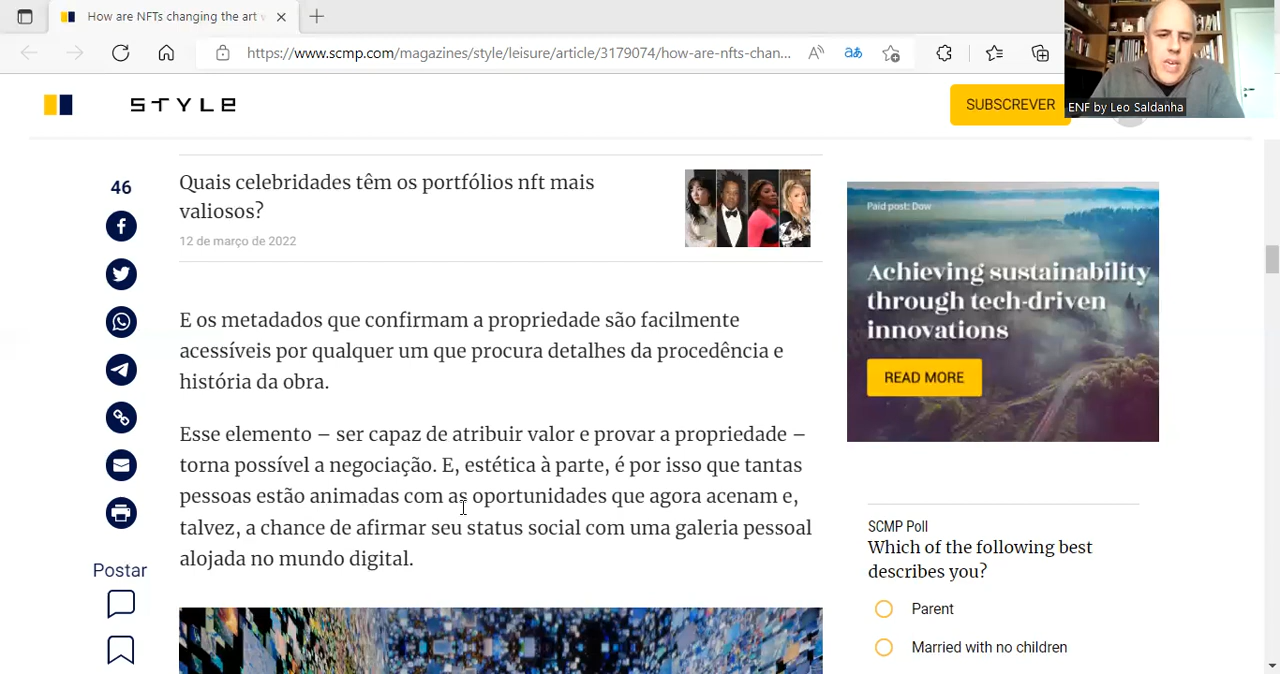 How are NFTs changing the art
https://www.scmp.com/magazines/style/leisure/article/3179074/how-are-nfts-chan...
ENF by Leo Saldanha
STYLE
SUBSCREVER
46
Quais celebridades têm os portfólios nft mais
valiosos?
12 de março de 2022
E os metadados que confirmam a propriedade são facilmente
acessíveis por qualquer um que procura detalhes da procedência e
história da obra.
Esse elemento – ser capaz de atribuir valor e provar a propriedade –
torna possível a negociação. E, estética à parte, é por isso que tantas
pessoas estão animadas com as oportunidades que agora acenam e,
talvez, a chance de afirmar seu status social com uma galeria pessoal
alojada no mundo digital.
Postar
Paid post: Dow
Achieving sustainability
through tech-driven
innovations
READ MORE
SCMP Poll
Which of the following best
describes you?
Parent
Married with no children